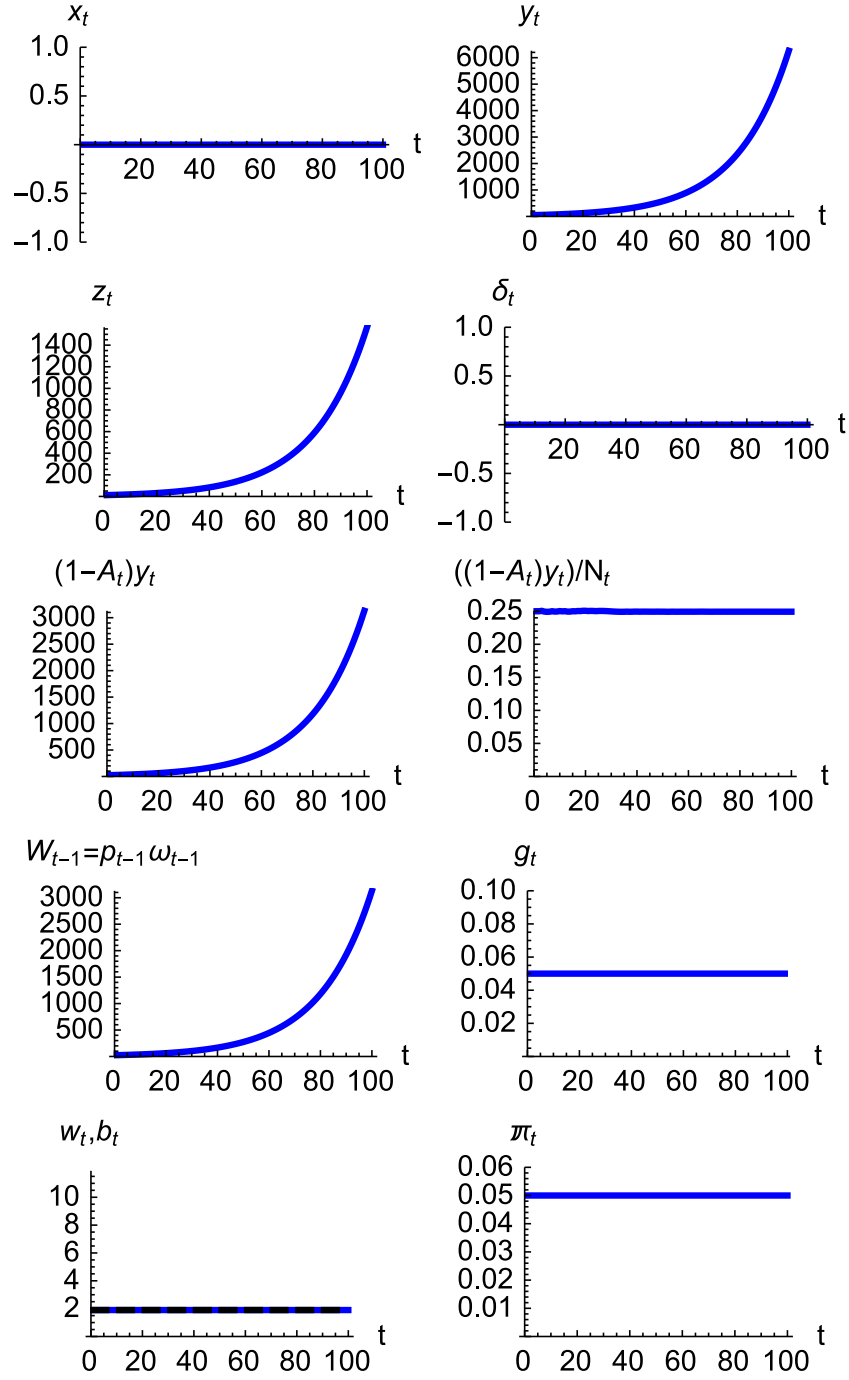 x_t
1.0
0.5
−0.5
−1.0
20 40 60 80 100
t
y_t
6000
5000
4000
3000
2000
1000
0 20 40 60 80 100
t
z_t
1400
1200
1000
800
600
400
200
0 20 40 60 80 100
t
δ_t
1.0
0.5
−0.5
−1.0
20 40 60 80 100
t
(1−A_t)y_t
3000
2500
2000
1500
1000
500
0 20 40 60 80 100
t
((1−A_t)y_t)/N_t
0.25
0.20
0.15
0.10
0.05
0 20 40 60 80 100
t
W_{t−1}=p_{t−1}ω_{t−1}
3000
2500
2000
1500
1000
500
0 20 40 60 80 100
t
g_t
0.10
0.08
0.06
0.04
0.02
0 20 40 60 80 100
t
w_t,b_t
10
8
6
4
2
0 20 40 60 80 100
t
π_t
0.06
0.05
0.04
0.03
0.02
0.01
0 20 40 60 80 100
t